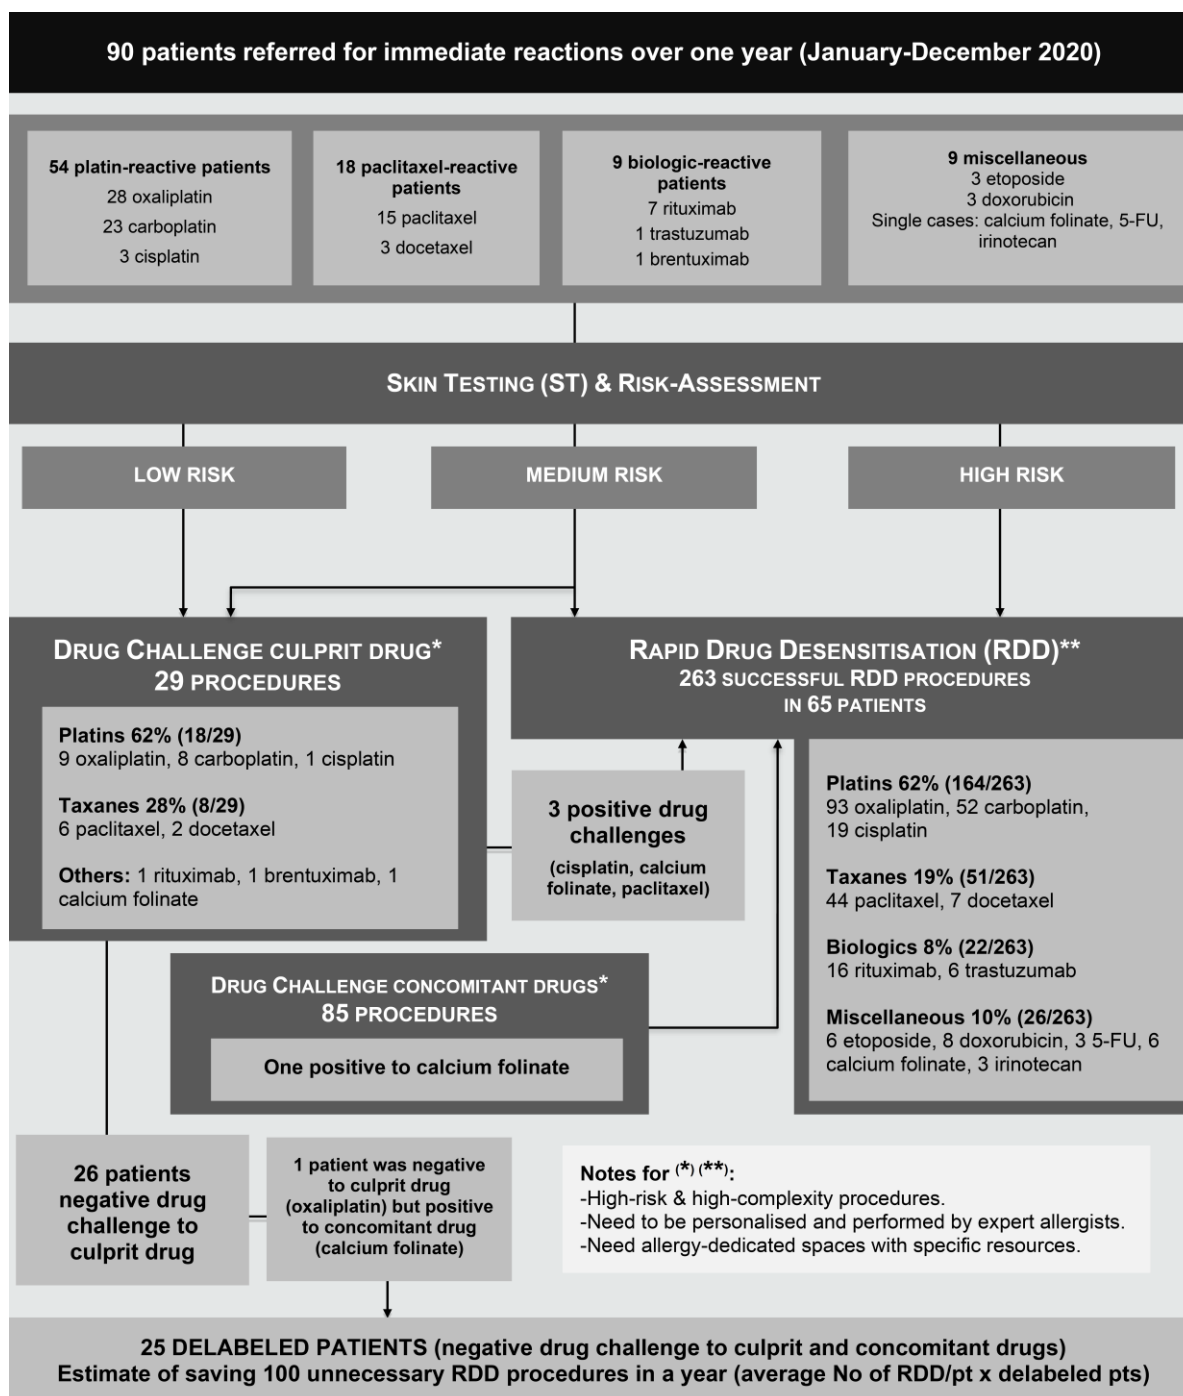 90 patients referred for immediate reactions over one year (January-December 2020)
54 platin-reactive patients
28 oxaliplatin
23 carboplatin
3 cisplatin
18 paclitaxel-reactive
patients
15 paclitaxel
3 docetaxel
9 biologic-reactive
patients
7 rituximab
1 trastuzumab
1 brentuximab
9 miscellaneous
3 etoposide
3 doxorubicin
Single cases: calcium folinate, 5-FU,
irinotecan
SKIN TESTING (ST) & RISK-ASSESSMENT
LOW RISK
MEDIUM RISK
HIGH RISK
DRUG CHALLENGE CULPRIT DRUG*
29 PROCEDURES
Platins 62% (18/29)
9 oxaliplatin, 8 carboplatin, 1 cisplatin
Taxanes 28% (8/29)
6 paclitaxel, 2 docetaxel
Others: 1 rituximab, 1 brentuximab, 1
calcium folinate
RAPID DRUG DESENSITISATION (RDD)**
263 SUCCESSFUL RDD PROCEDURES
IN 65 PATIENTS
3 positive drug
challenges
(cisplatin, calcium
folinate, paclitaxel)
Platins 62% (164/263)
93 oxaliplatin, 52 carboplatin,
19 cisplatin
Taxanes 19% (51/263)
44 paclitaxel, 7 docetaxel
Biologics 8% (22/263)
16 rituximab, 6 trastuzumab
Miscellaneous 10% (26/263)
6 etoposide, 8 doxorubicin, 3 5-FU, 6
calcium folinate, 3 irinotecan
DRUG CHALLENGE CONCOMITANT DRUGS*
85 PROCEDURES
One positive to calcium folinate
26 patients
negative drug
challenge to
culprit drug
1 patient was negative
to culprit drug
(oxaliplatin) but positive
to concomitant drug
(calcium folinate)
Notes for (*) (**):
-High-risk & high-complexity procedures.
-Need to be personalised and performed by expert allergists.
-Need allergy-dedicated spaces with specific resources.
25 DELABELED PATIENTS (negative drug challenge to culprit and concomitant drugs)
Estimate of saving 100 unnecessary RDD procedures in a year (average No of RDD/pt x delabeled pts)